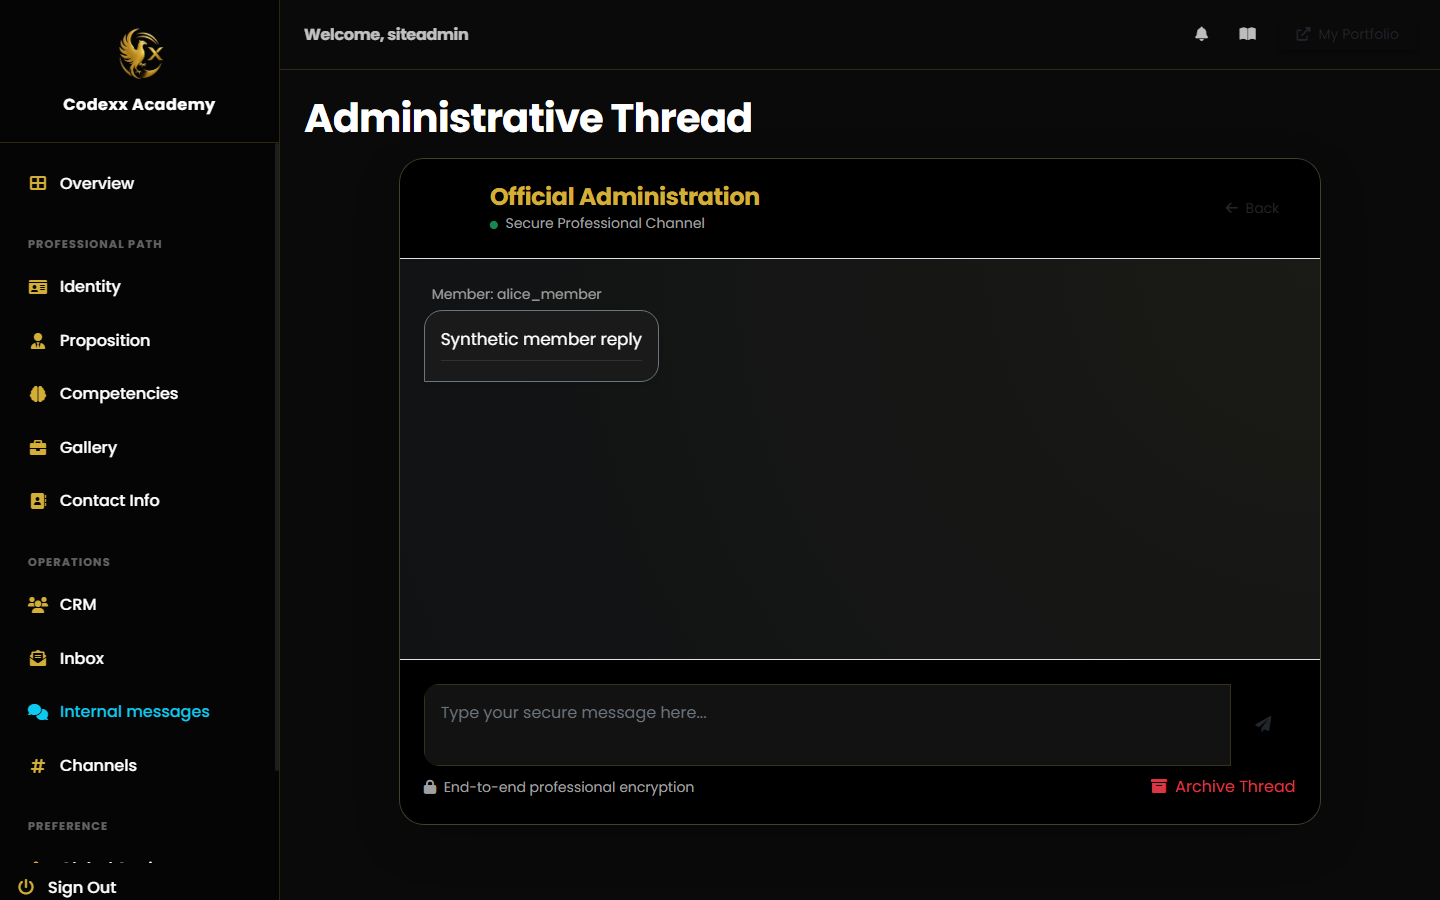 Codexx Academy
Overview
PROFESSIONAL PATH
Identity
Proposition
Competencies
Gallery
Contact Info
OPERATIONS
CRM
Inbox
Internal messages
Channels
PREFERENCE
Sign Out
Welcome, siteadmin
My Portfolio
Administrative Thread
Official Administration
Secure Professional Channel
Back
Member: alice_member
Synthetic member reply
Type your secure message here...
End-to-end professional encryption
Archive Thread